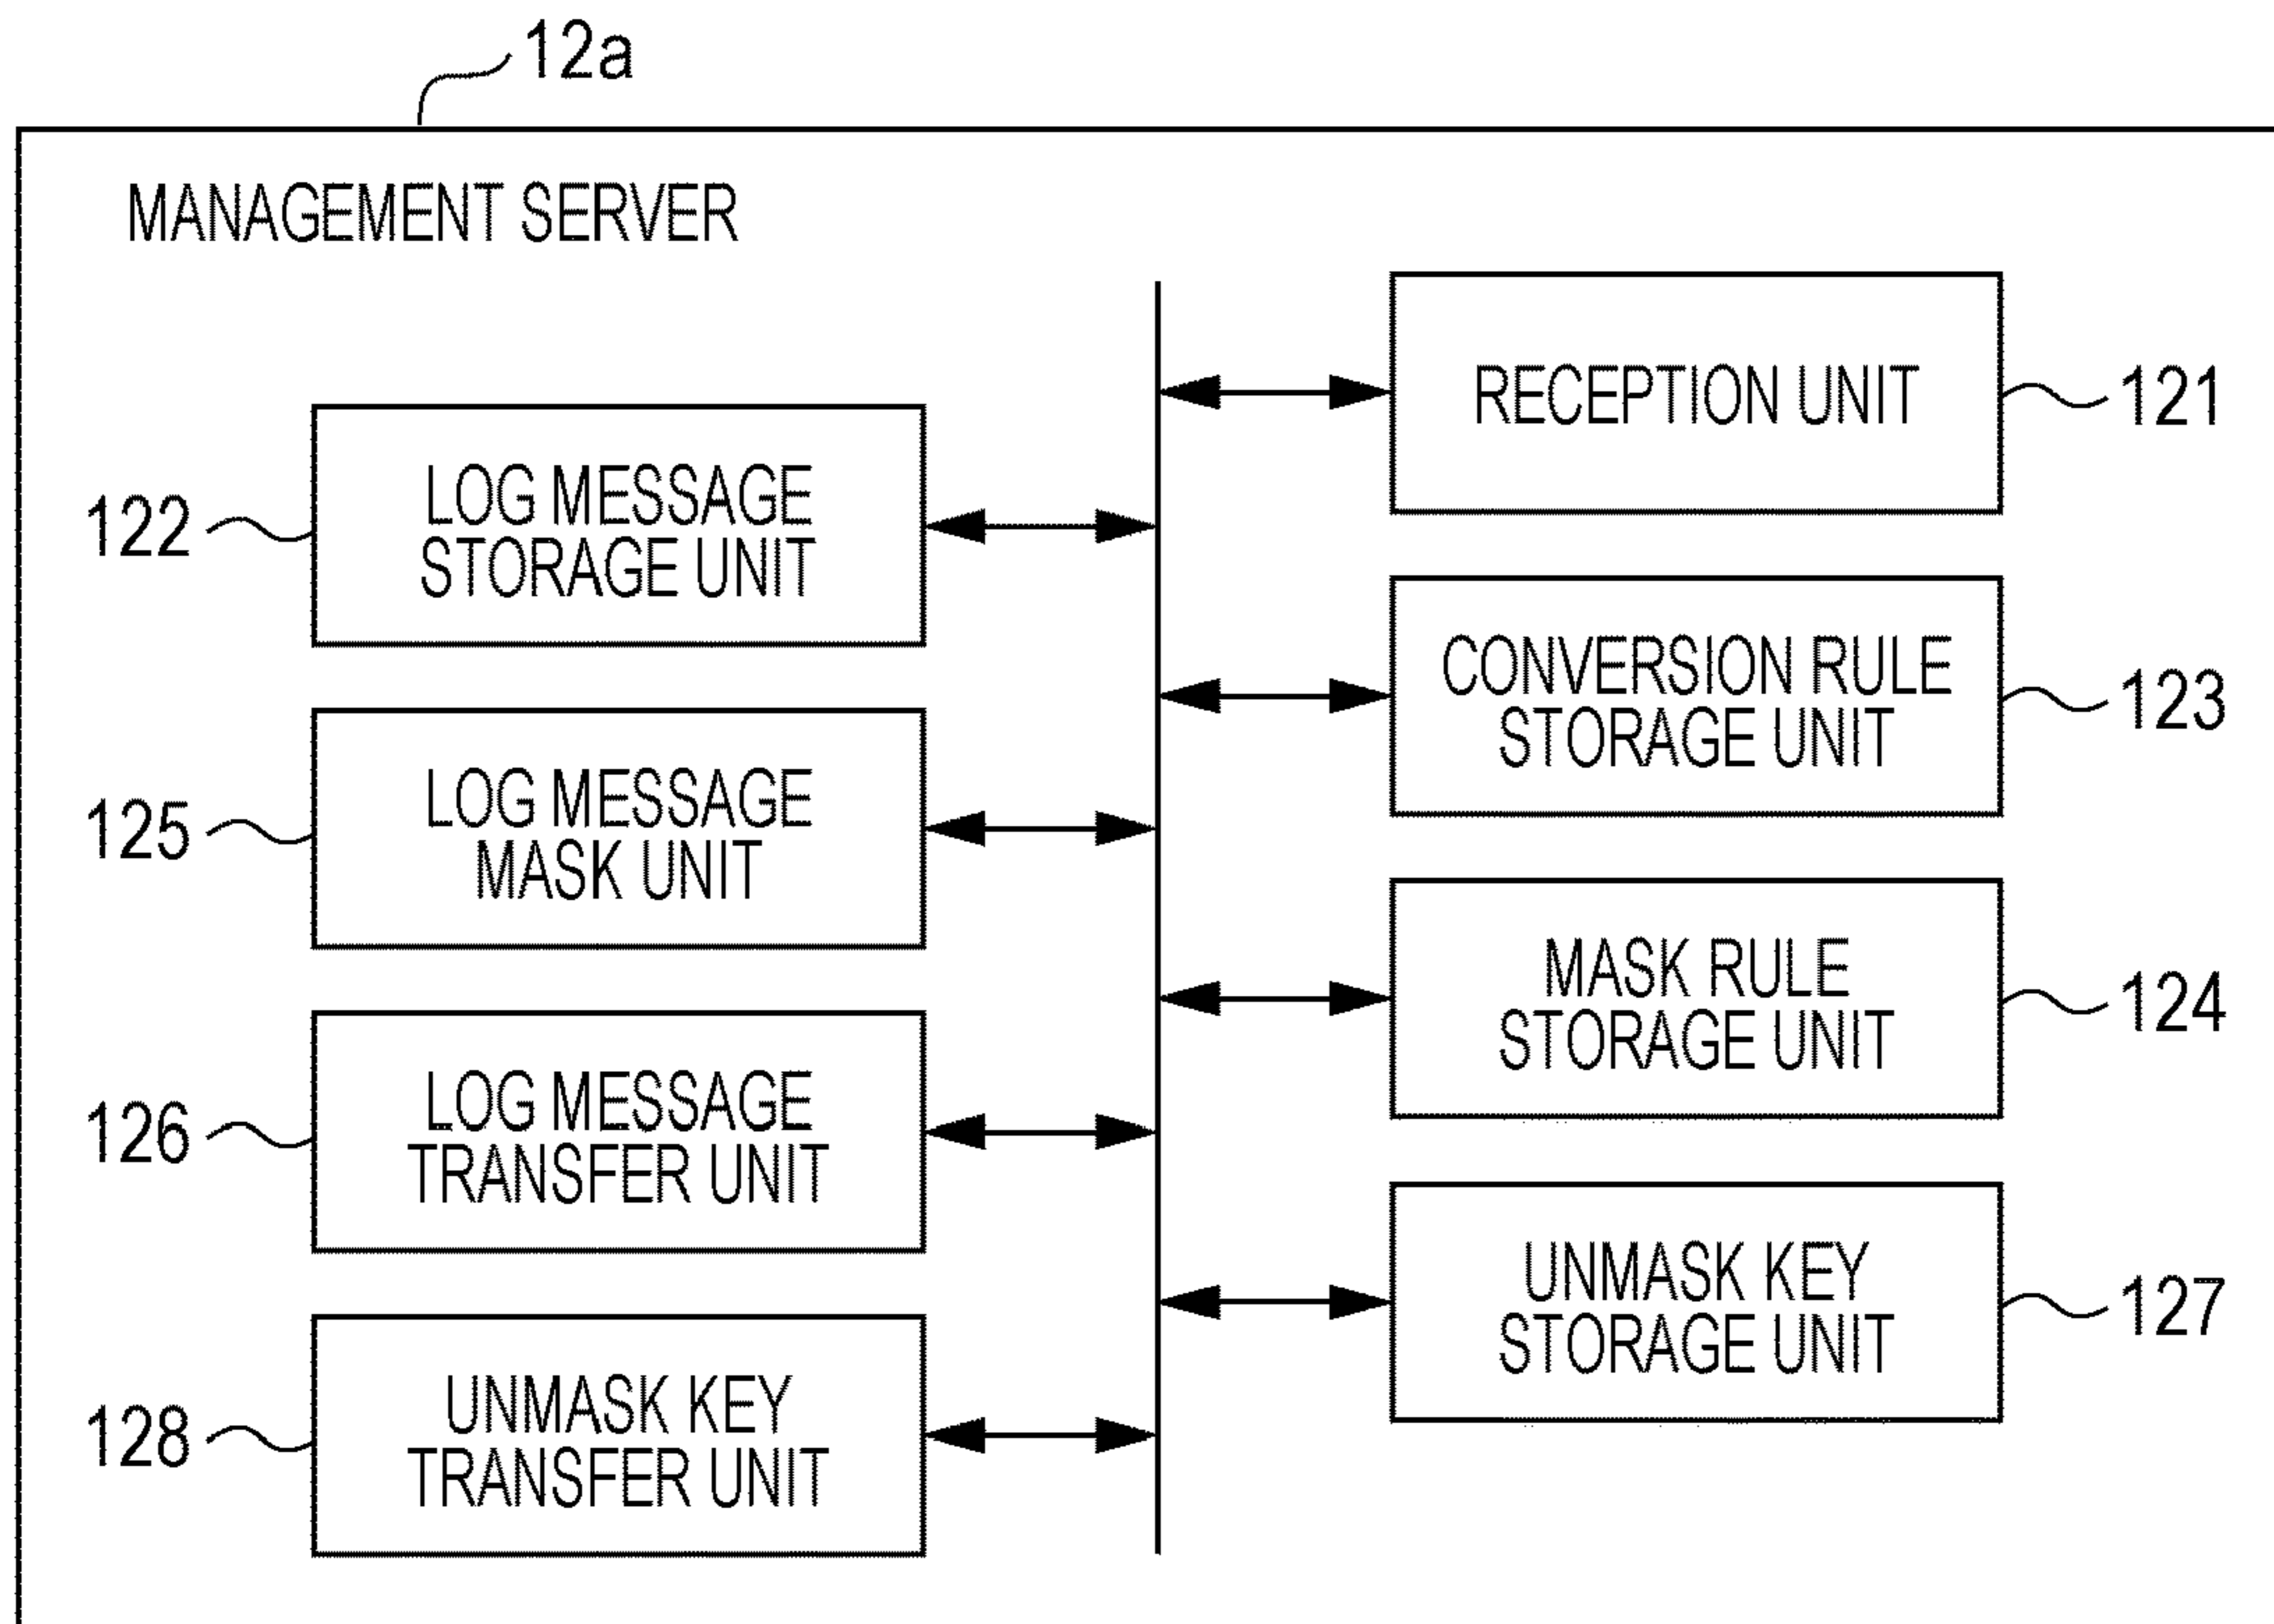 12a
MANAGEMENT SERVER
RECEPTION UNIT
121
122
LOG MESSAGE
STORAGE UNIT
CONVERSION RULE
STORAGE UNIT
123
125
LOG MESSAGE
MASK UNIT
MASK RULE
STORAGE UNIT
124
126
LOG MESSAGE
TRANSFER UNIT
UNMASK KEY
STORAGE UNIT
127
128
UNMASK KEY
TRANSFER UNIT